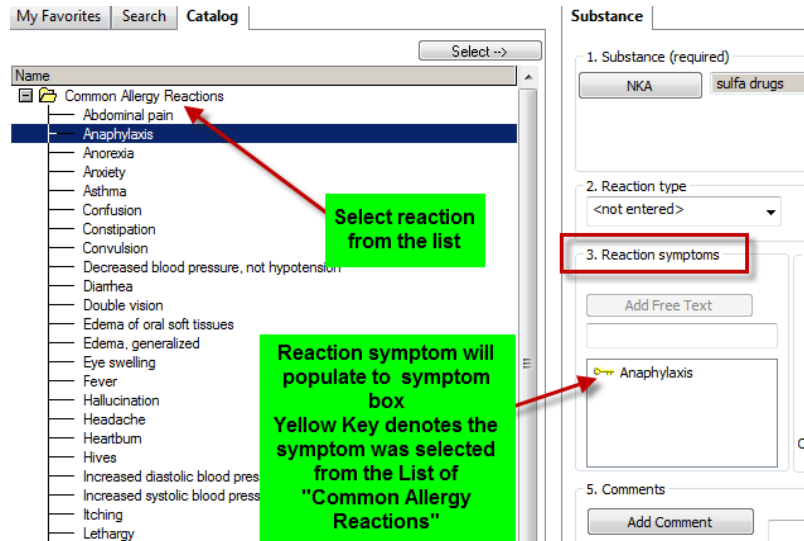 My Favorites Search Catalog
Select -->
Name
Common Allergy Reactions
Abdominal pain
Anaphylaxis
Anorexia
Anxiety
Asthma
Confusion
Constipation
Convulsion
Decreased blood pressure, not hypotension
Diarrhea
Double vision
Edema of oral soft tissues
Edema, generalized
Eye swelling
Fever
Hallucination
Headache
Heartburn
Hives
Increased diastolic blood
Increased systolic blood
Itching
Lethargy
Select reaction
from the list
Reaction symptom will
populate to symptom
box
Yellow Key denotes the
symptom was selected
from the List of
"Common Allergy
Reactions"
Substance
1. Substance (required)
NKA sulfa drugs
2. Reaction type
<not entered>
3. Reaction symptoms
Add Free Text
Anaphylaxis
5. Comments
Add Comment